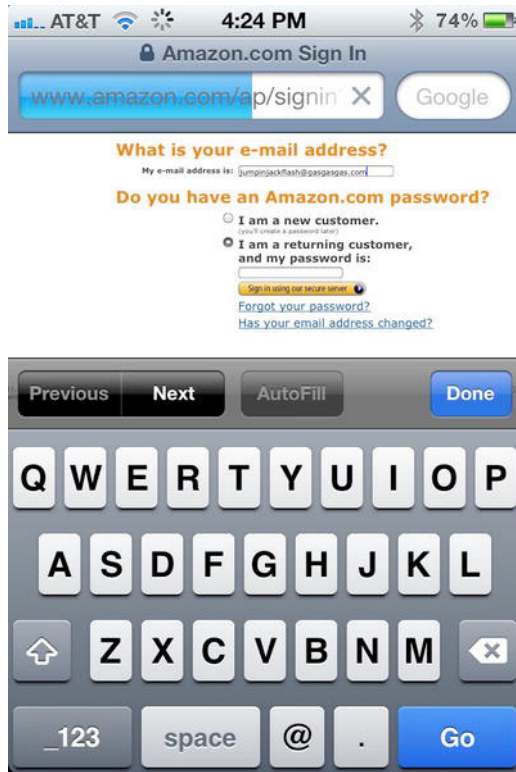 AT&T 4:24 PM 74%
Amazon.com Sign In
www.amazon.com/ap/signin Google
What is your e-mail address?
My e-mail address is: jumpinjackflash@gasgasgas.com
Do you have an Amazon.com password?
I am a new customer.
(you'll create a password later)
I am a returning customer,
and my password is:
Sign in using our secure server
Forgot your password?
Has your email address changed?
Previous Next AutoFill Done
Q W E R T Y U I O P
A S D F G H J K L
Z X C V B N M
_123 space @ . Go